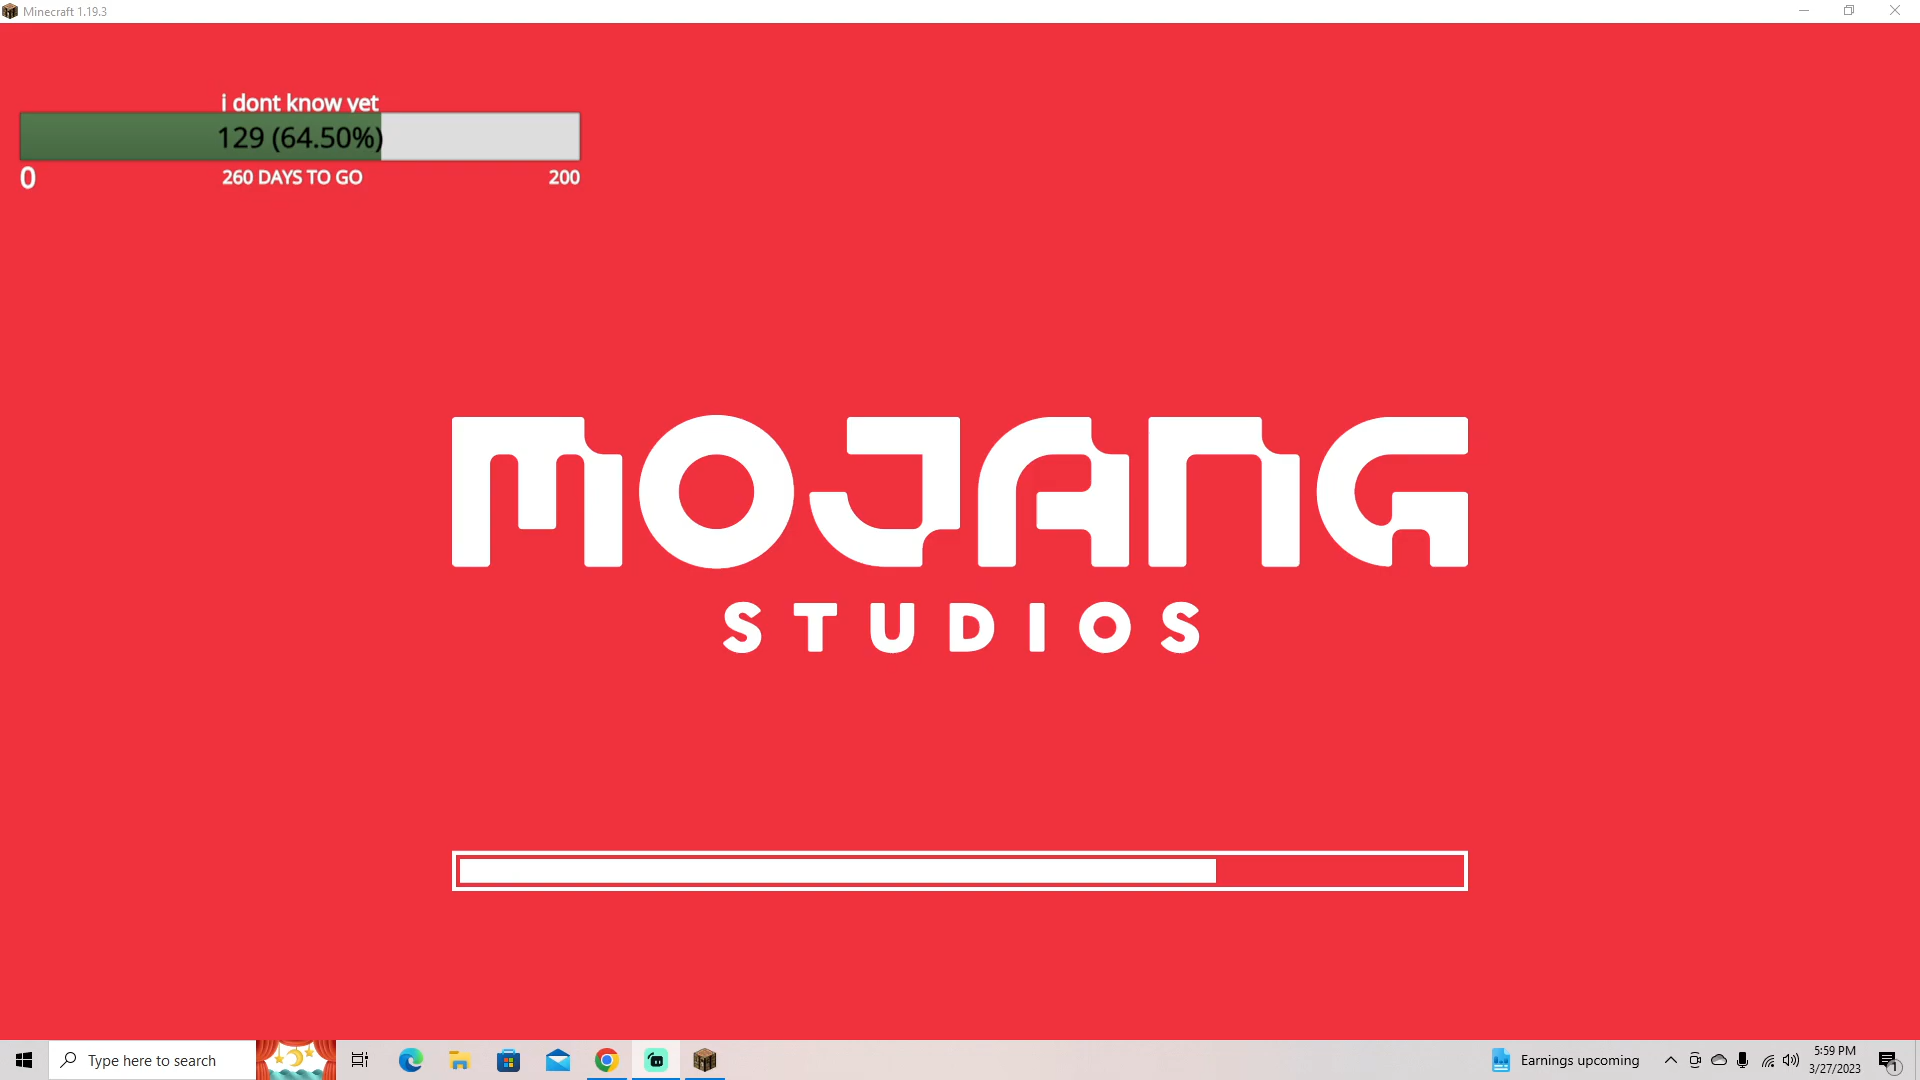 Minecraft 1.19.3
i dont know yet
129 (64.50%)
0
260 DAYS TO GO
200
MOJANG
STUDIOS
Type here to search
Earnings upcoming
5:59 PM
3/27/2023
1